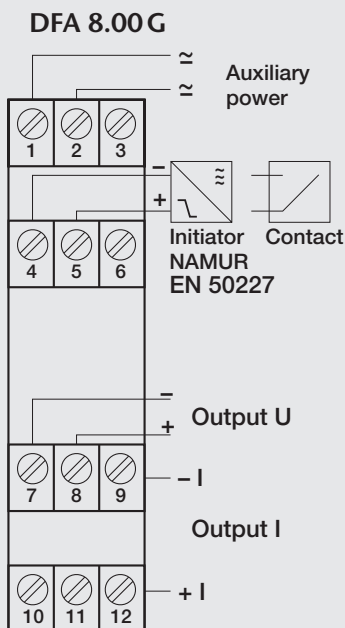 DFA 8.00 G
≂
≂
Auxiliary
power
1 2 3
−
+
≂
Initiator
NAMUR
EN 50227
Contact
4 5 6
−
+
Output U
7 8 9
– I
Output I
10 11 12
+ I